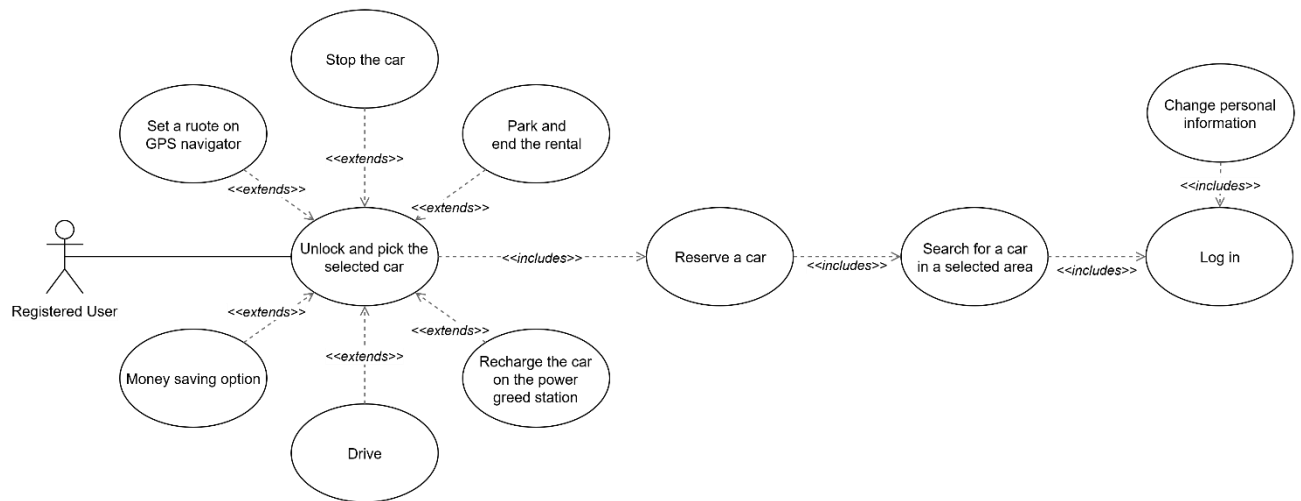 Stop the car
Set a ruote on
GPS navigator
Park and
end the rental
Change personal
information
<<extends>>
<<extends>>
<<extends>>
<<includes>>
Registered User
Unlock and pick the
selected car
<<includes>>
Reserve a car
<<includes>>
Search for a car
in a selected area
<<includes>>
Log in
<<extends>>
<<extends>>
<<extends>>
Money saving option
Drive
Recharge the car
on the power
greed station